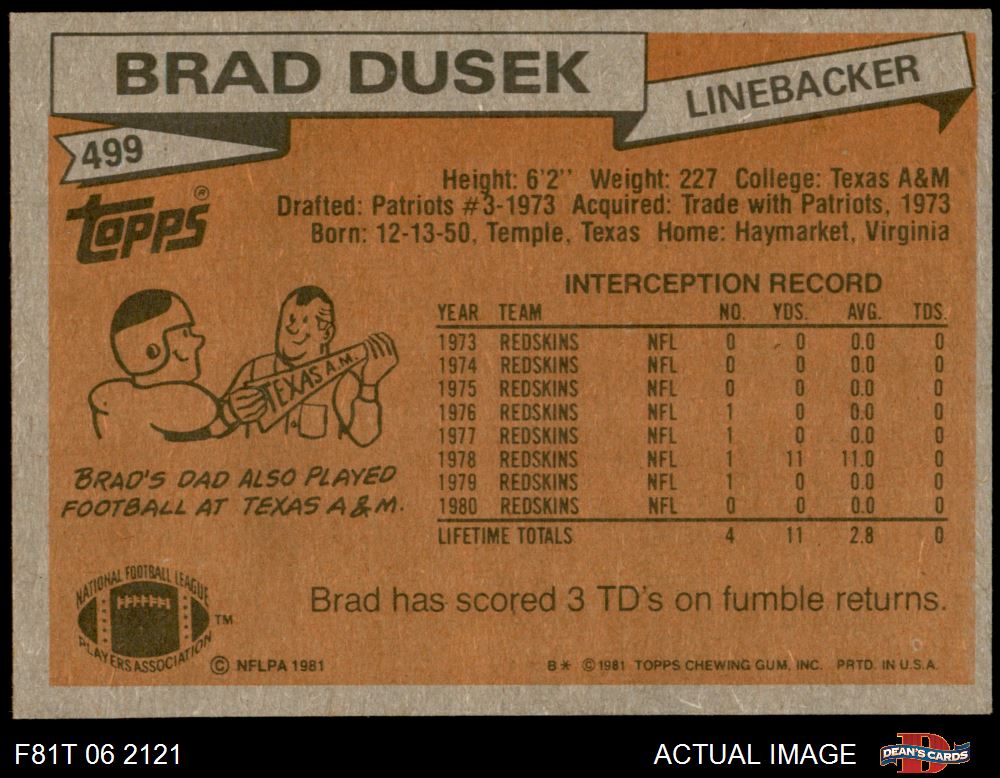 BRAD DUSEK
LINEBACKER
499
TOPPS®
Height: 6'2'' Weight: 227 College: Texas A&M
Drafted: Patriots #3-1973 Acquired: Trade with Patriots, 1973
Born: 12-13-50, Temple, Texas Home: Haymarket, Virginia
INTERCEPTION RECORD
YEAR TEAM NO. YDS. AVG. TDS.
1973 REDSKINS NFL 0 0 0.0 0
1974 REDSKINS NFL 0 0 0.0 0
1975 REDSKINS NFL 0 0 0.0 0
1976 REDSKINS NFL 1 0 0.0 0
1977 REDSKINS NFL 1 0 0.0 0
1978 REDSKINS NFL 1 11 11.0 0
1979 REDSKINS NFL 1 0 0.0 0
1980 REDSKINS NFL 0 0 0.0 0
LIFETIME TOTALS 4 11 2.8 0
TEXAS A.M.
BRAD'S DAD ALSO PLAYED
FOOTBALL AT TEXAS A&M.
Brad has scored 3 TD's on fumble returns.
NATIONAL FOOTBALL LEAGUE
PLAYERS ASSOCIATION
TM
© NFLPA 1981
B* © 1981 TOPPS CHEWING GUM, INC. PRTD. IN U.S.A.
F81T 06 2121
ACTUAL IMAGE
D
DEAN'S CARDS